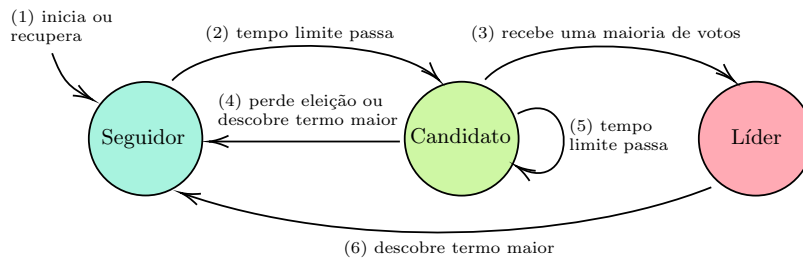 (1) inicia ou
recupera
(2) tempo limite passa
(3) recebe uma maioria de votos
(4) perde eleição ou
descobre termo maior
Seguidor
Candidato
(5) tempo
limite passa
Líder
(6) descobre termo maior